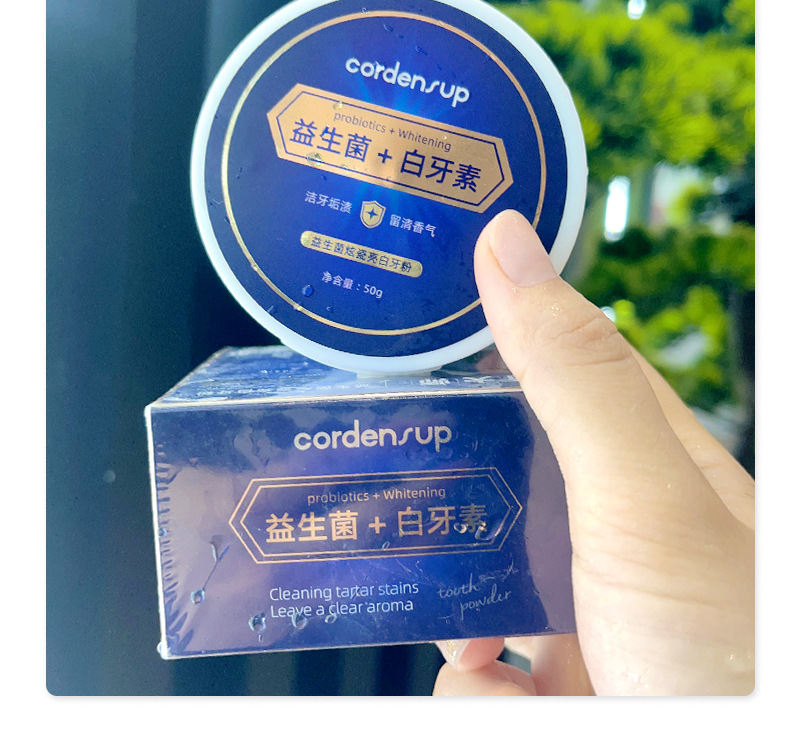 cordensup
probiotics + Whitening
益生菌 + 白牙素
洁牙垢渍 留清香气
益生菌炫瓷亮白牙粉
净含量：50g
cordensup
probiotics + Whitening
益生菌 + 白牙素
Cleaning tartar stains
Leave a clear aroma
tooth
powder